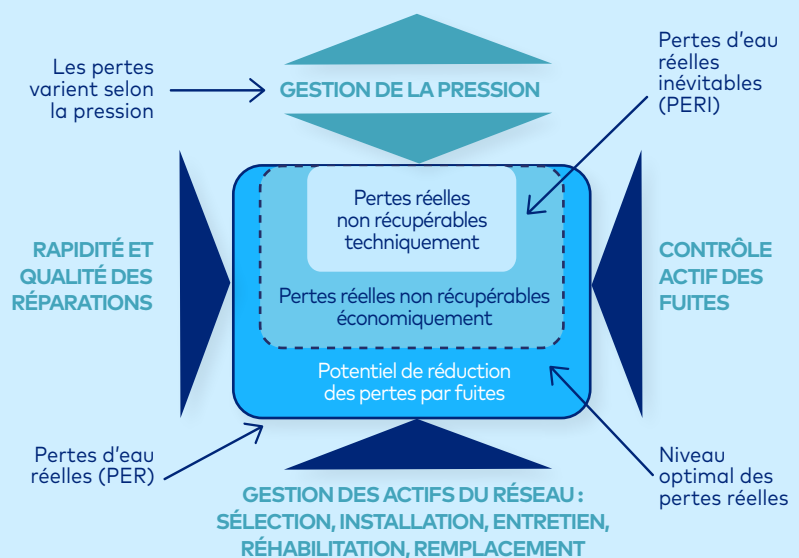 Les pertes
varient selon
la pression
GESTION DE LA PRESSION
Pertes d'eau
réelles
inévitables
(PERI)
RAPIDITÉ ET
QUALITÉ DES
RÉPARATIONS
Pertes réelles
non récupérables
techniquement
Pertes réelles non récupérables
économiquement
Potentiel de réduction
des pertes par fuites
CONTRÔLE
ACTIF DES
FUITES
Pertes d'eau
réelles (PER)
Niveau
optimal des
pertes réelles
GESTION DES ACTIFS DU RÉSEAU :
SÉLECTION, INSTALLATION, ENTRETIEN,
RÉHABILITATION, REMPLACEMENT